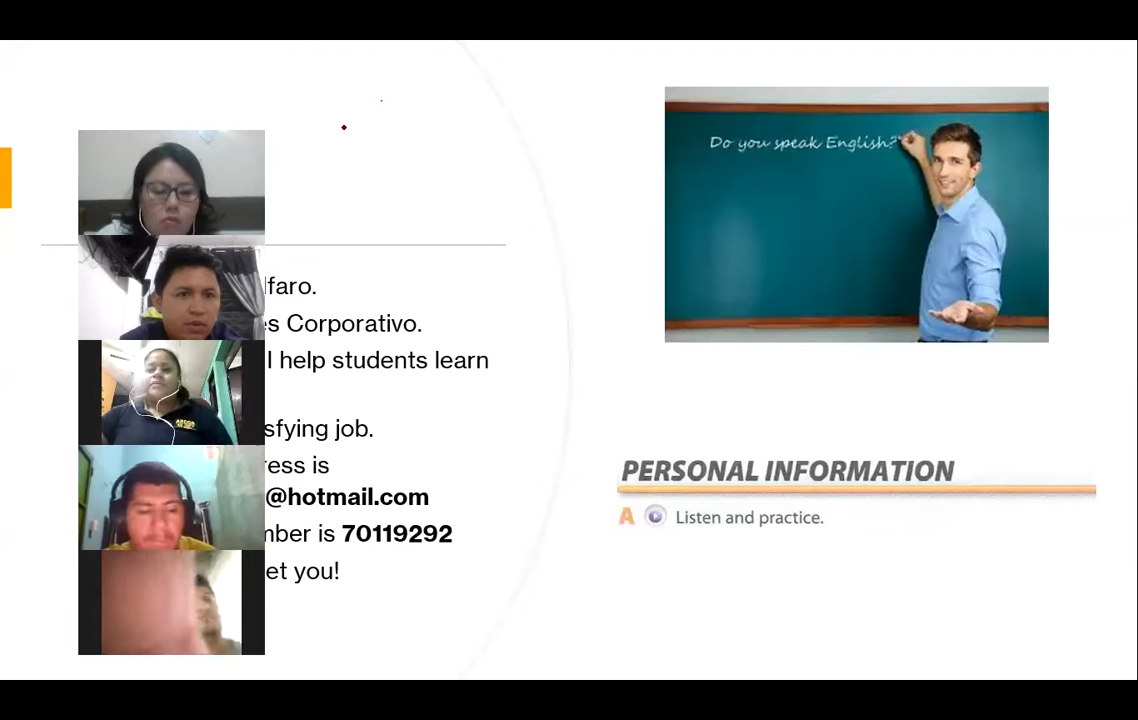 lfaro.
es Corporativo.
I help students learn
sfying job.
ress is
@hotmail.com
mber is 70119292
et you!
Do you speak English?
PERSONAL INFORMATION
A Listen and practice.